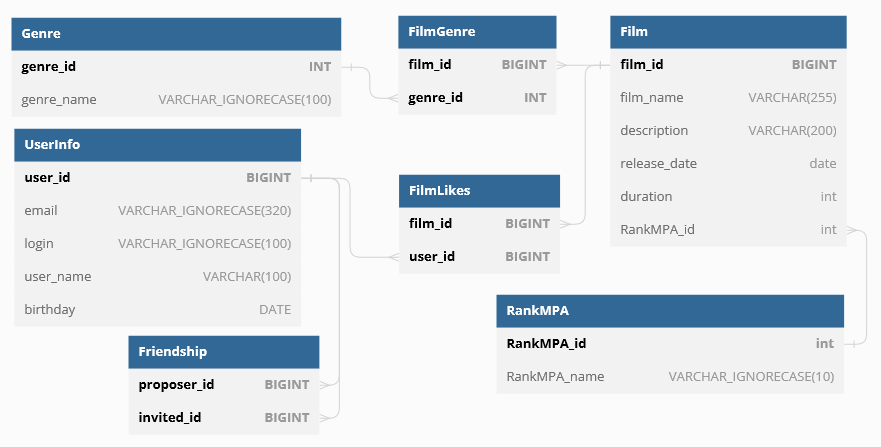 Genre
genre_id INT
genre_name VARCHAR_IGNORECASE(100)
UserInfo
user_id BIGINT
email VARCHAR_IGNORECASE(320)
login VARCHAR_IGNORECASE(100)
user_name VARCHAR(100)
birthday DATE
Friendship
proposer_id BIGINT
invited_id BIGINT
FilmGenre
film_id BIGINT
genre_id INT
FilmLikes
film_id BIGINT
user_id BIGINT
Film
film_id BIGINT
film_name VARCHAR(255)
description VARCHAR(200)
release_date date
duration int
RankMPA_id int
RankMPA
RankMPA_id int
RankMPA_name VARCHAR_IGNORECASE(10)